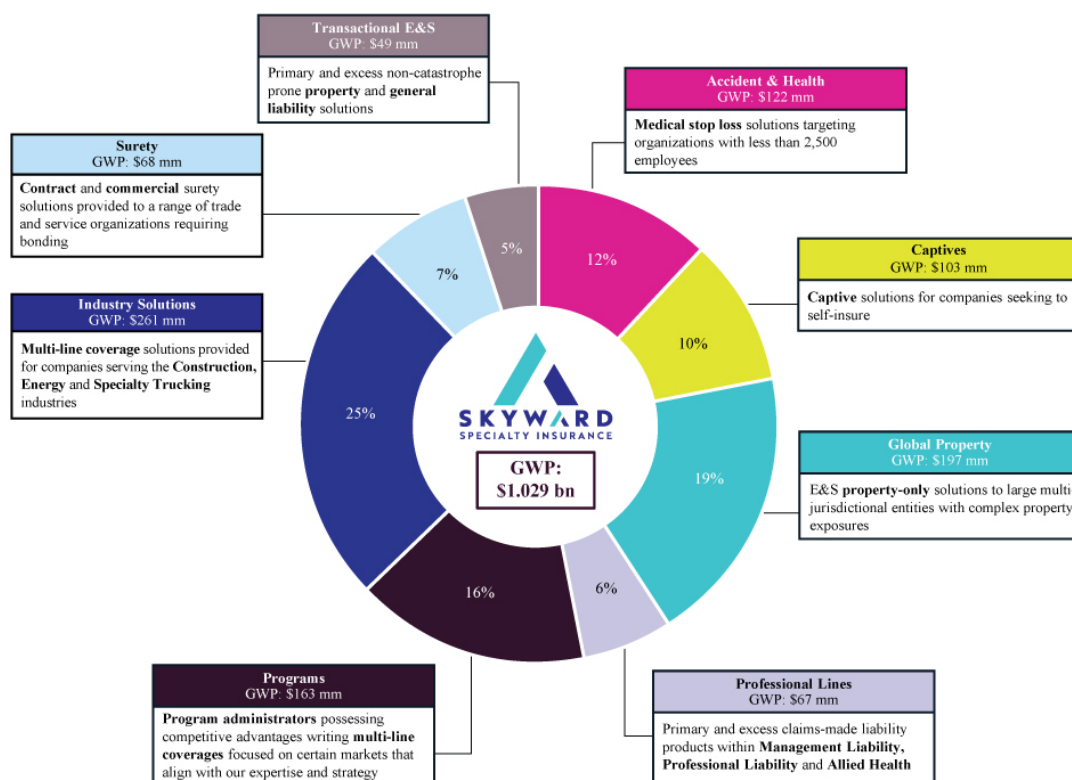 Transactional E&S
GWP: $49 mm
Primary and excess non-catastrophe
prone property and general
liability solutions
Accident & Health
GWP: $122 mm
Medical stop loss solutions targeting
organizations with less than 2,500
employees
Surety
GWP: $68 mm
Contract and commercial surety
solutions provided to a range of trade
and service organizations requiring
bonding
Captives
GWP: $103 mm
Captive solutions for companies seeking to
self-insure
Industry Solutions
GWP: $261 mm
Multi-line coverage solutions provided
for companies serving the Construction,
Energy and Specialty Trucking
industries
Global Property
GWP: $197 mm
E&S property-only solutions to large multi-
jurisdictional entities with complex property
exposures
5%
12%
7%
10%
25%
19%
16%
6%
SKYWARD
SPECIALTY INSURANCE
GWP:
$1.029 bn
Programs
GWP: $163 mm
Program administrators possessing
competitive advantages writing multi-line
coverages focused on certain markets that
align with our expertise and strategy
Professional Lines
GWP: $67 mm
Primary and excess claims-made liability
products within Management Liability,
Professional Liability and Allied Health